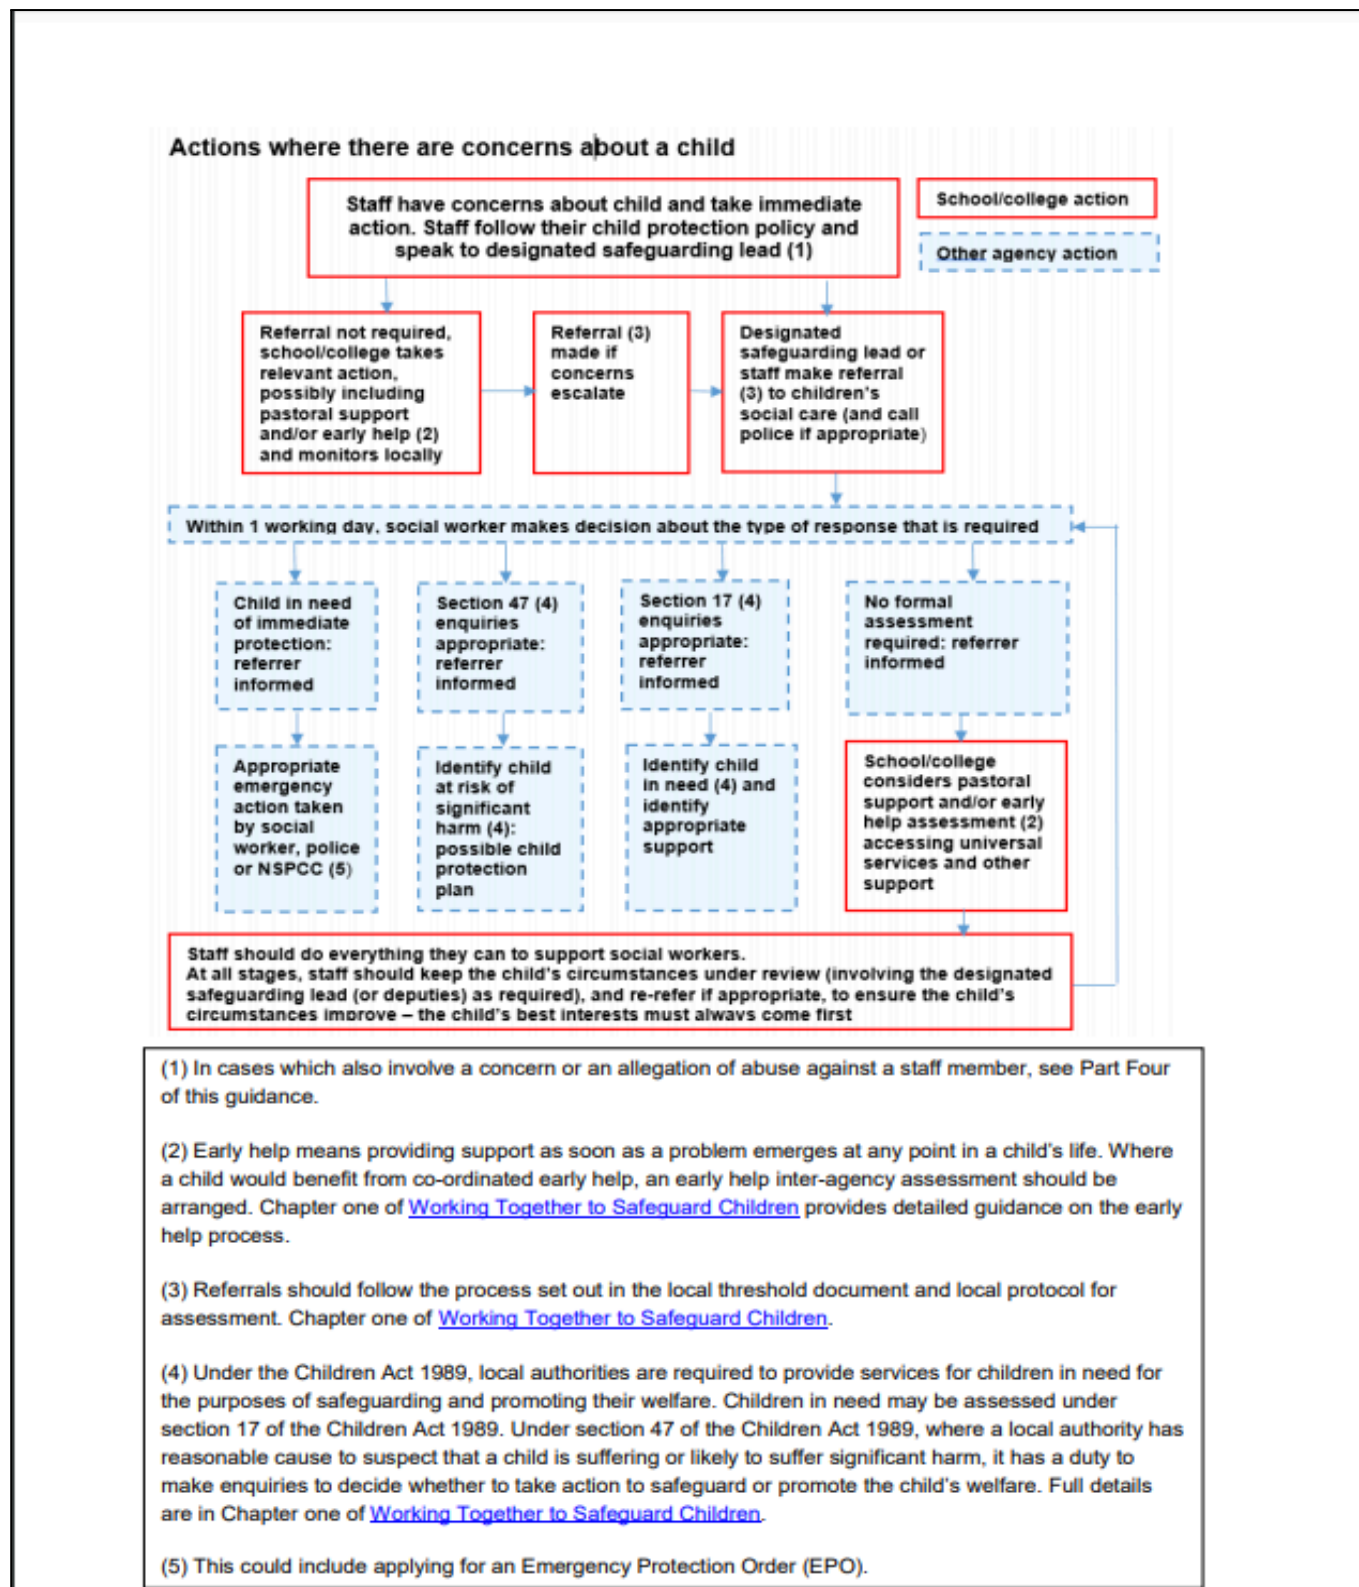 Actions where there are concerns about a child
Staff have concerns about child and take immediate
action. Staff follow their child protection policy and
speak to designated safeguarding lead (1)
School/college action
Other agency action
Referral not required,
school/college takes
relevant action,
possibly including
pastoral support
and/or early help (2)
and monitors locally
Referral (3)
made if
concerns
escalate
Designated
safeguarding lead or
staff make referral
(3) to children's
social care (and call
police if appropriate)
Within 1 working day, social worker makes decision about the type of response that is required
Child in need
of immediate
protection:
referrer
informed
Section 47 (4)
enquiries
appropriate:
referrer
informed
Section 17 (4)
enquiries
appropriate:
referrer
informed
No formal
assessment
required: referrer
informed
Appropriate
emergency
action taken
by social
worker, police
or NSPCC (5)
Identify child
at risk of
significant
harm (4):
possible child
protection
plan
Identify child
in need (4) and
identify
appropriate
support
School/college
considers pastoral
support and/or early
help assessment (2)
accessing universal
services and other
support
Staff should do everything they can to support social workers.
At all stages, staff should keep the child's circumstances under review (involving the designated
safeguarding lead (or deputies) as required), and re-refer if appropriate, to ensure the child's
circumstances improve – the child's best interests must always come first
(1) In cases which also involve a concern or an allegation of abuse against a staff member, see Part Four
of this guidance.
(2) Early help means providing support as soon as a problem emerges at any point in a child's life. Where
a child would benefit from co-ordinated early help, an early help inter-agency assessment should be
arranged. Chapter one of Working Together to Safeguard Children provides detailed guidance on the early
help process.
(3) Referrals should follow the process set out in the local threshold document and local protocol for
assessment. Chapter one of Working Together to Safeguard Children.
(4) Under the Children Act 1989, local authorities are required to provide services for children in need for
the purposes of safeguarding and promoting their welfare. Children in need may be assessed under
section 17 of the Children Act 1989. Under section 47 of the Children Act 1989, where a local authority has
reasonable cause to suspect that a child is suffering or likely to suffer significant harm, it has a duty to
make enquiries to decide whether to take action to safeguard or promote the child's welfare. Full details
are in Chapter one of Working Together to Safeguard Children.
(5) This could include applying for an Emergency Protection Order (EPO).